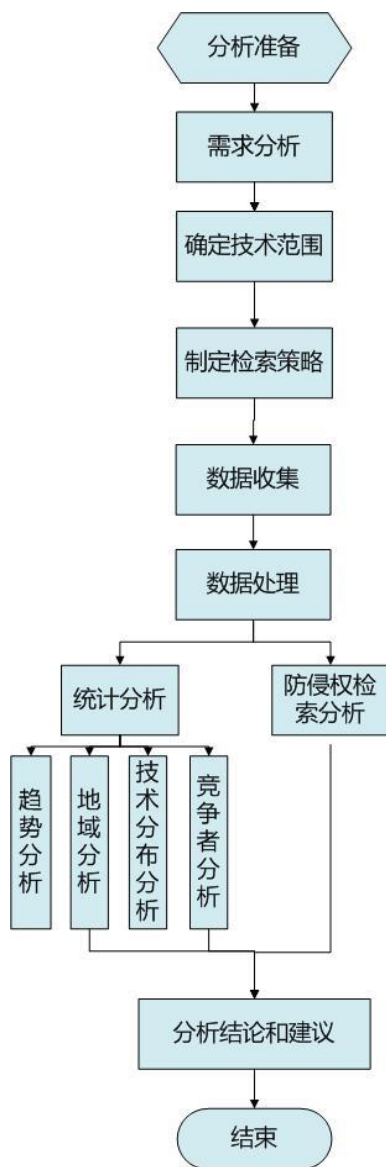 分析准备
需求分析
确定技术范围
制定检索策略
数据收集
数据处理
统计分析
防侵权检
索分析
趋势分析
地域分析
技术分布分析
竞争者分析
分析结论和建议
结束